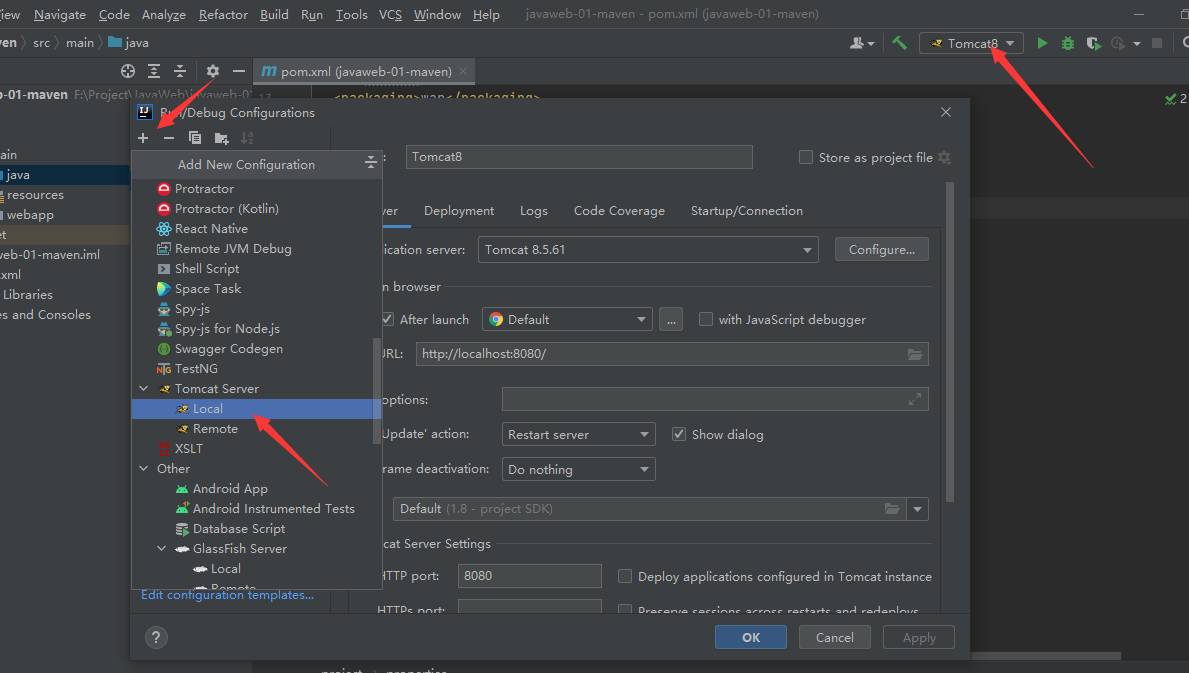 iew Navigate Code Analyze Refactor Build Run Tools VCS Window Help javaweb-01-maven - pom.xml (javaweb-01-maven)
ven src main java Tomcat8
m pom.xml (javaweb-01-maven)
b-01-maven F:\Project\JavaWeb\javaweb-01 13 <packaging>war</packaging>
2
ain
java
resources
webapp
et
web-01-maven.iml
.xml
Libraries
es and Consoles
Run/Debug Configurations
: Tomcat8 Store as project file
Add New Configuration
Protractor
Protractor (Kotlin)
React Native
Remote JVM Debug
Shell Script
Space Task
Spy-js
Spy-js for Node.js
Swagger Codegen
TestNG
Tomcat Server
Local
Remote
XSLT
Other
Android App
Android Instrumented Tests
Database Script
GlassFish Server
Local
Remote
Edit configuration templates...
ver Deployment Logs Code Coverage Startup/Connection
ication server: Tomcat 8.5.61 Configure...
n browser
After launch Default ... with JavaScript debugger
URL: http://localhost:8080/
options:
Update' action: Restart server Show dialog
rame deactivation: Do nothing
Default (1.8 - project SDK)
cat Server Settings
HTTP port: 8080 Deploy applications configured in Tomcat instance
HTTPs port: Preserve sessions across restarts and redeploys
? OK Cancel Apply
project properties